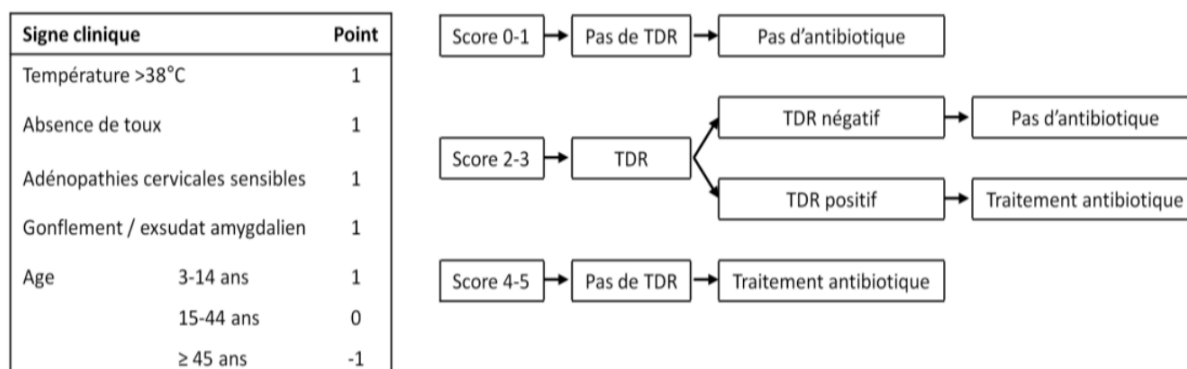 Signe clinique Point
Température >38°C 1
Absence de toux 1
Adénopathies cervicales sensibles 1
Gonflement / exsudat amygdalien 1
Age 3-14 ans 1
15-44 ans 0
≥ 45 ans -1
Score 0-1 Pas de TDR Pas d’antibiotique
TDR négatif Pas d’antibiotique
Score 2-3 TDR
TDR positif Traitement antibiotique
Score 4-5 Pas de TDR Traitement antibiotique